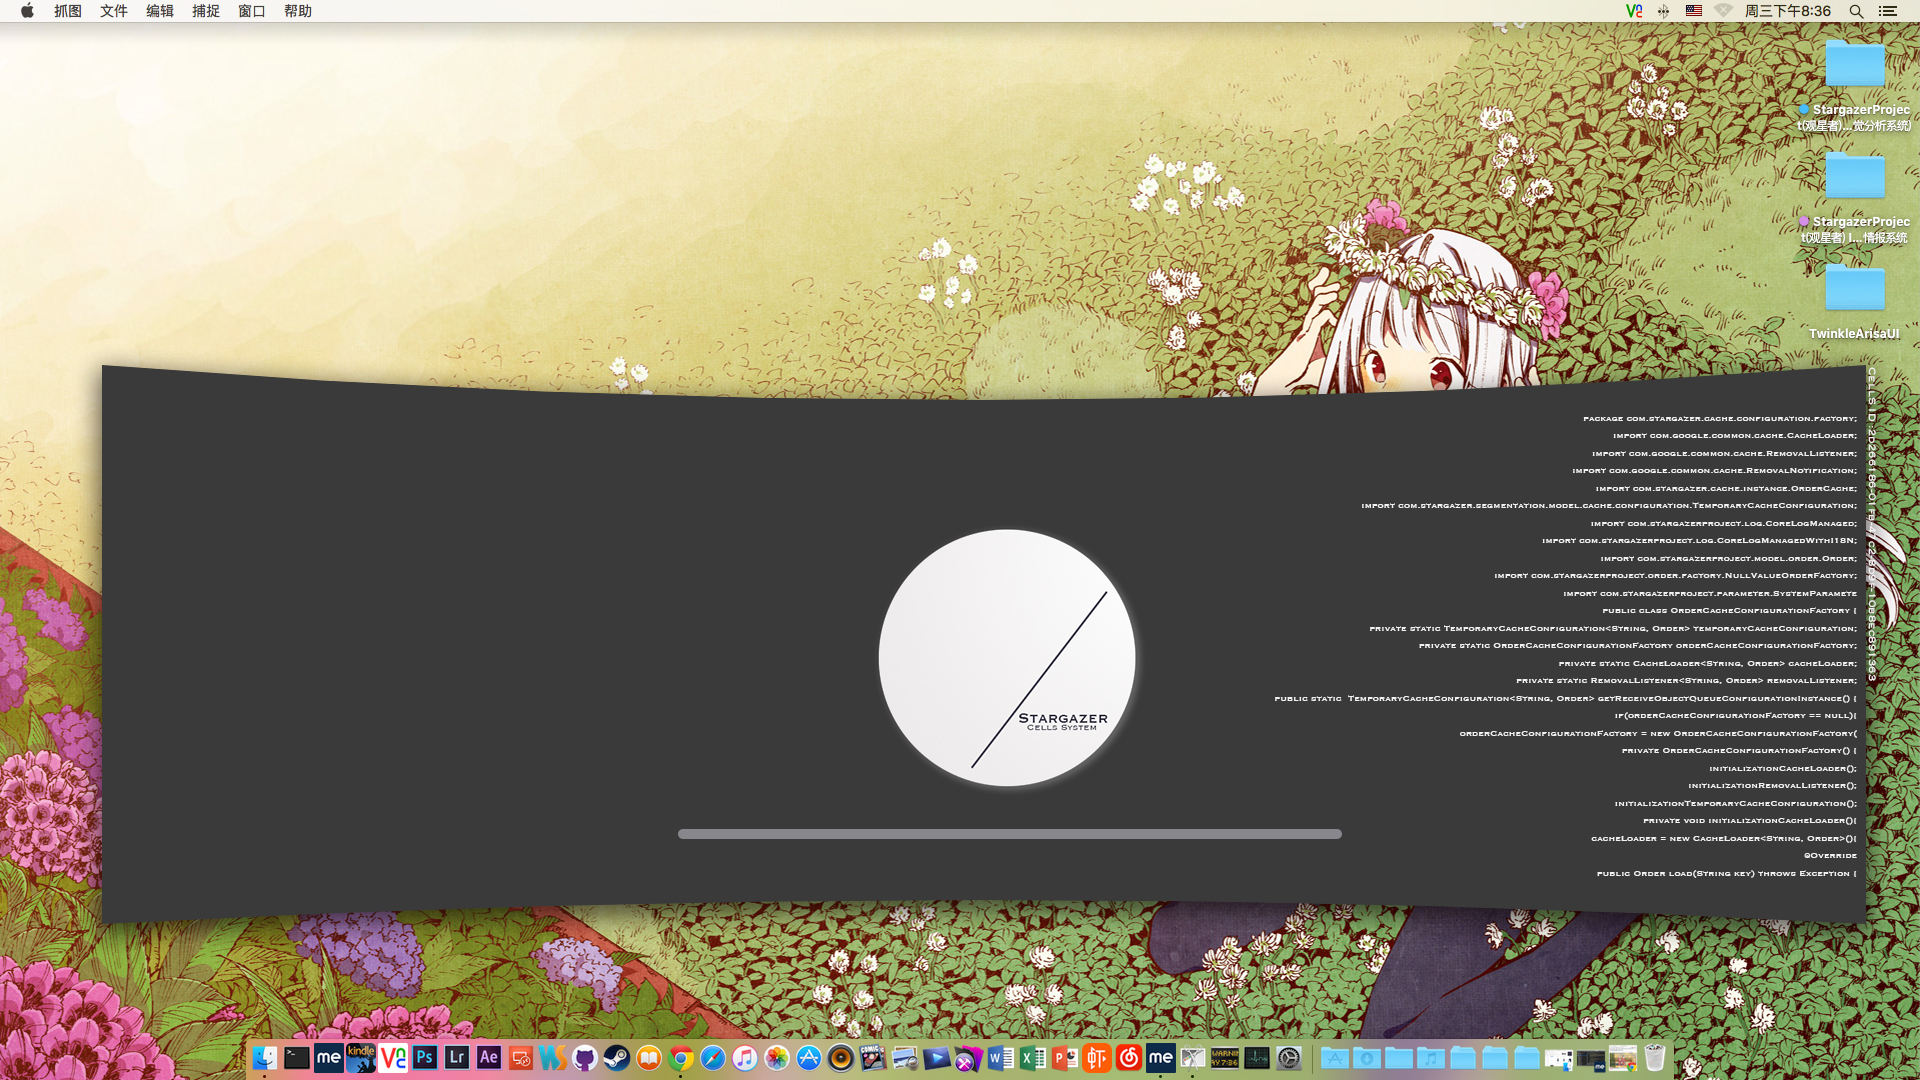 抓图 文件 编辑 捕捉 窗口 帮助
周三下午8:36
StargazerProjec
t(观星者)...觉分析系统)
StargazerProjec
t(观星者) I...情报系统
TwinkleArisaUI
package com.stargazer.cache.configuration.factory;
import com.google.common.cache.CacheLoader;
import com.google.common.cache.RemovalListener;
import com.google.common.cache.RemovalNotification;
import com.stargazer.cache.instance.OrderCache;
import com.stargazer.segmentation.model.cache.configuration.TemporaryCacheConfiguration;
import com.stargazerproject.log.CoreLogManaged;
import com.stargazerproject.log.CoreLogManagedWithI18N;
import com.stargazerproject.model.order.Order;
import com.stargazerproject.order.factory.NullValueOrderFactory;
import com.stargazerproject.parameter.SystemParamete
public class OrderCacheConfigurationFactory {
private static TemporaryCacheConfiguration<String, Order> temporaryCacheConfiguration;
private static OrderCacheConfigurationFactory orderCacheConfigurationFactory;
private static CacheLoader<String, Order> cacheLoader;
private static RemovalListener<String, Order> removalListener;
public static  TemporaryCacheConfiguration<String, Order> getReceiveObjectQueueConfigurationInstance() {
if(orderCacheConfigurationFactory == null){
orderCacheConfigurationFactory = new OrderCacheConfigurationFactory(
private OrderCacheConfigurationFactory() {
initializationCacheLoader();
initializationRemovalListener();
initializationTemporaryCacheConfiguration();
private void initializationCacheLoader(){
cacheLoader = new CacheLoader<String, Order>(){
@Override
public Order load(String key) throws Exception {
Stargazer
Cells System
Cells ID
me kindle Ps Lr Ae me